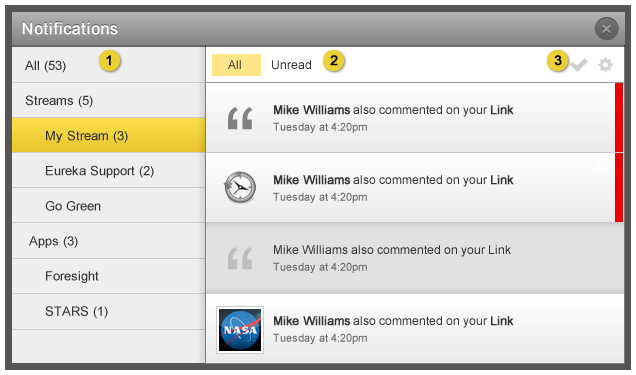 Notifications
All (53)
1
Streams (5)
My Stream (3)
Eureka Support (2)
Go Green
Apps (3)
Foresight
STARS (1)
All
Unread
2
3
Mike Williams also commented on your Link
Tuesday at 4:20pm
Mike Williams also commented on your Link
Tuesday at 4:20pm
Mike Williams also commented on your Link
Tuesday at 4:20pm
NASA
Mike Williams also commented on your Link
Tuesday at 4:20pm